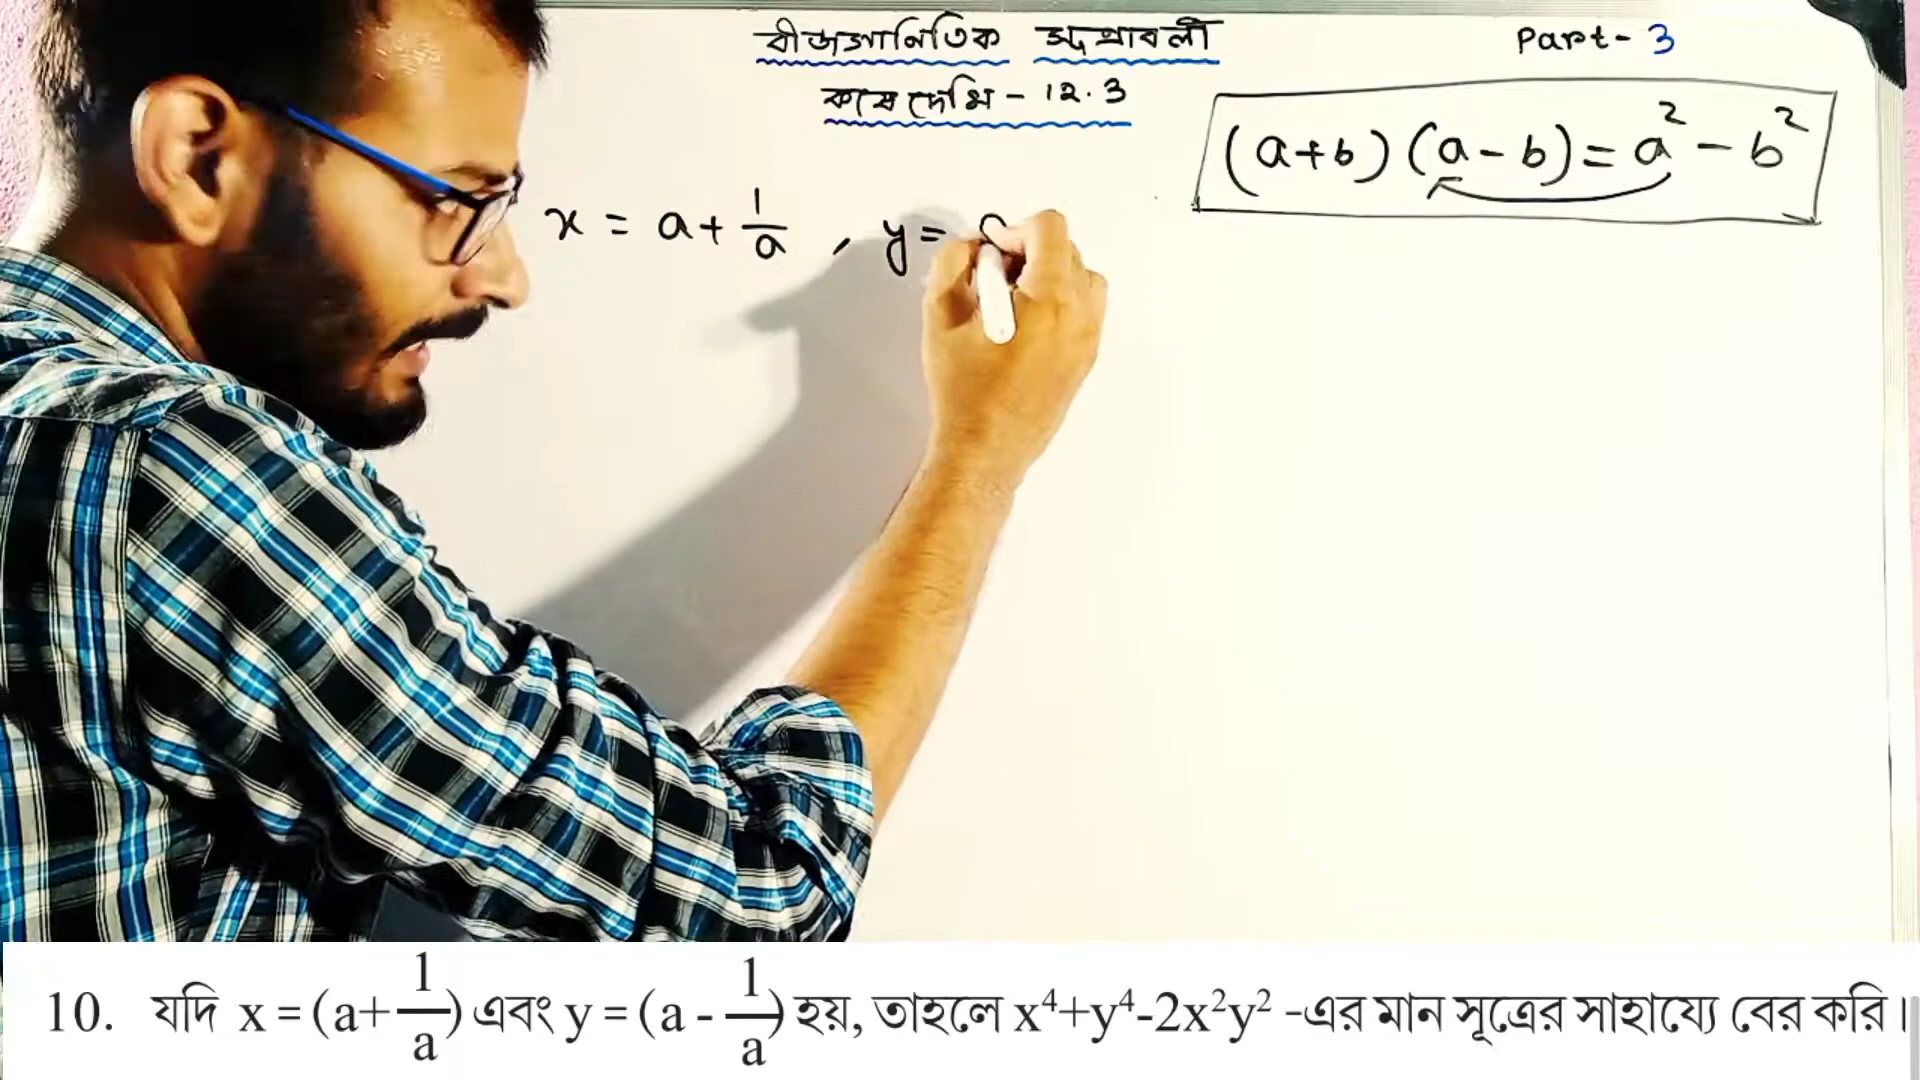 বীজগানিতিক সূত্রাবলী
Part - 3
কষে দেখি - 12.3
(a+b) (a-b) = a² - b²
x = a + 1/a , y = a
10. যদি x = (a+1/a) এবং y = (a - 1/a) হয়, তাহলে x⁴+y⁴-2x²y² -এর মান সূত্রের সাহায্যে বের করি।